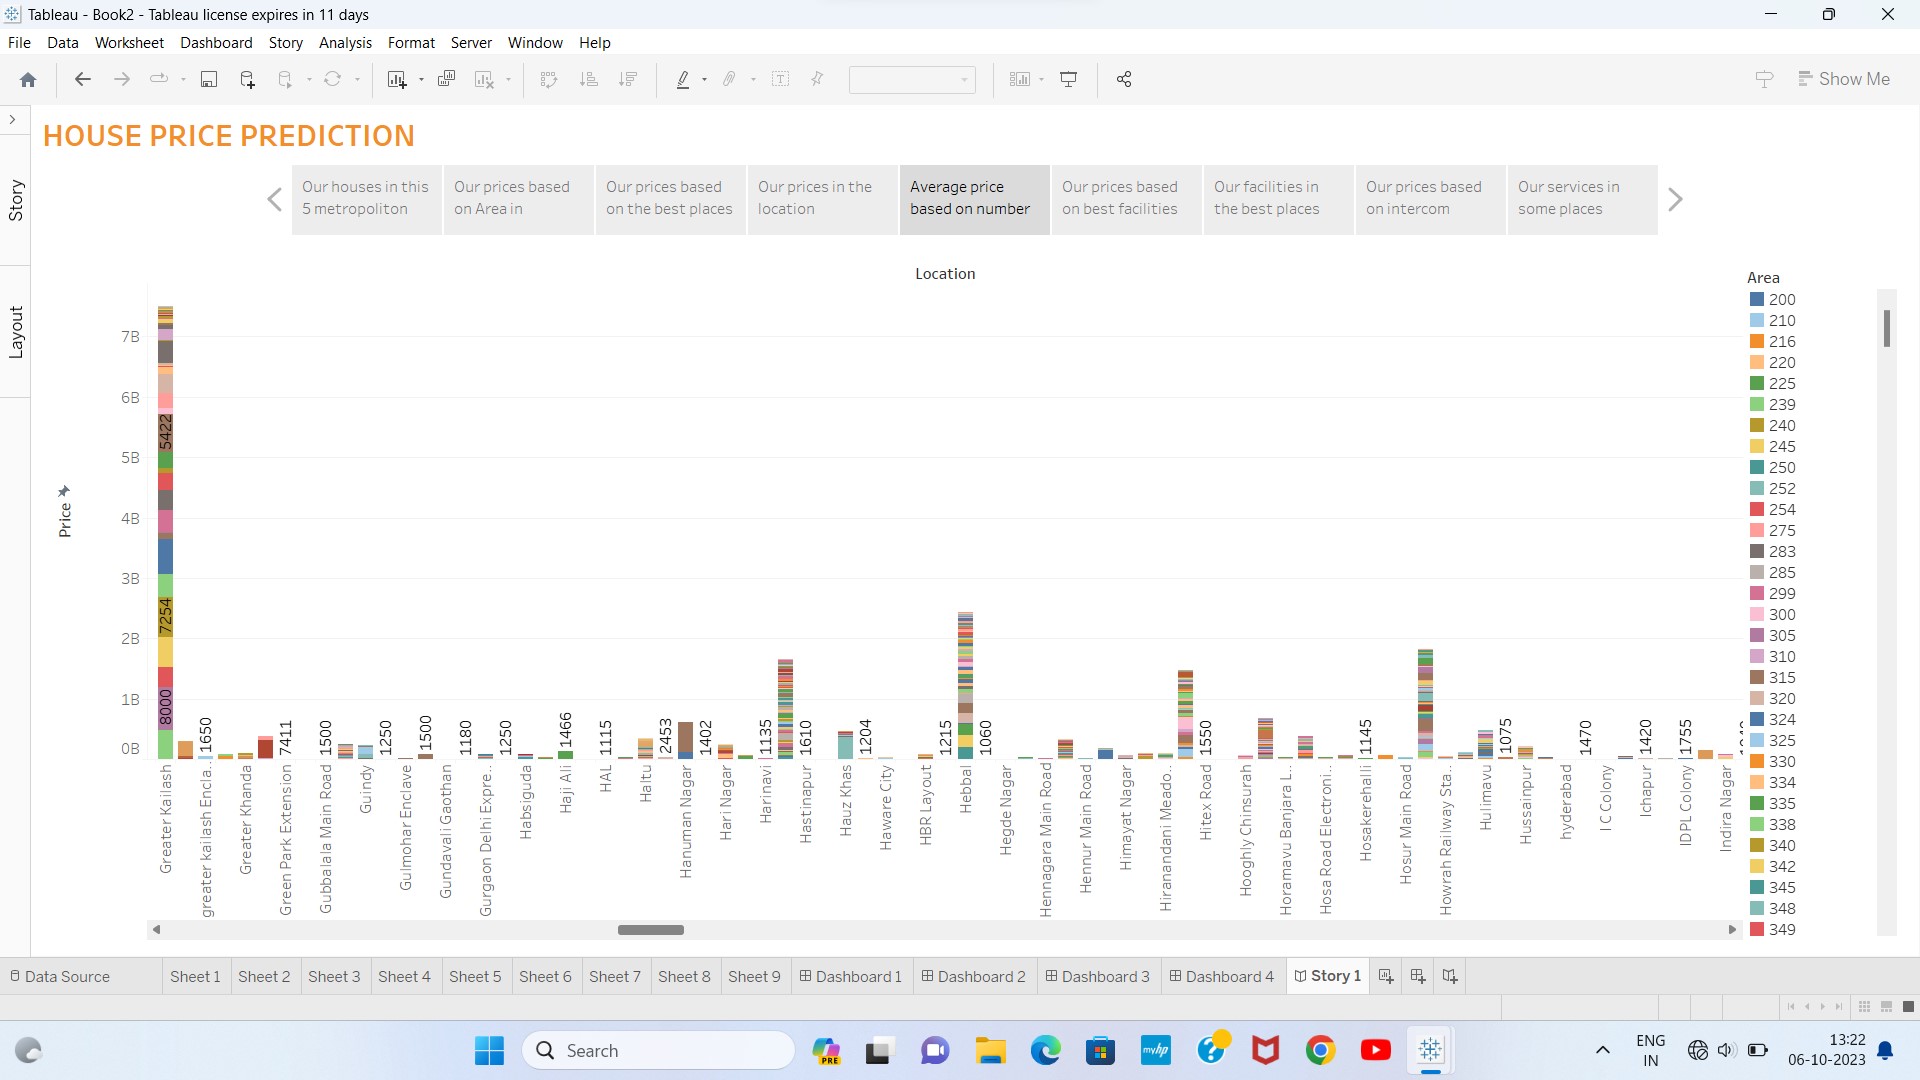 Tableau - Book2 - Tableau license expires in 11 days
File Data Worksheet Dashboard Story Analysis Format Server Window Help
Show Me
Story
Layout
HOUSE PRICE PREDICTION
Our houses in this
5 metropoliton
Our prices based
on Area in
Our prices based
on the best places
Our prices in the
location
Average price
based on number
Our prices based
on best facilities
Our facilities in
the best places
Our prices based
on intercom
Our services in
some places
Location
Price
7B
6B
5B
4B
3B
2B
1B
0B
5422
7254
8000
1650
7411
1500
1250
1500
1180
1250
1466
1115
2453
1402
1135
1610
1204
1215
1060
1550
1145
1075
1470
1420
1755
Greater Kailash
greater kailash Encla..
Greater Khanda
Green Park Extension
Gubbalala Main Road
Guindy
Gulmohar Enclave
Gundavali Gaothan
Gurgaon Delhi Expre..
Habsiguda
Haji Ali
HAL
Haltu
Hanuman Nagar
Hari Nagar
Harinavi
Hastinapur
Hauz Khas
Haware City
HBR Layout
Hebbal
Hegde Nagar
Hennagara Main Road
Hennur Main Road
Himayat Nagar
Hiranandani Meado..
Hitex Road
Hooghly Chinsurah
Horamavu Banjara L..
Hosa Road Electroni..
Hosakerehalli
Hosur Main Road
Howrah Railway Sta..
Hulimavu
Hussainpur
hyderabad
I C Colony
Ichapur
IDPL Colony
Indira Nagar
Area
200
210
216
220
225
239
240
245
250
252
254
275
283
285
299
300
305
310
315
320
324
325
330
334
335
338
340
342
345
348
349
Data Source Sheet 1 Sheet 2 Sheet 3 Sheet 4 Sheet 5 Sheet 6 Sheet 7 Sheet 8 Sheet 9 Dashboard 1 Dashboard 2 Dashboard 3 Dashboard 4 Story 1
Search
PRE
myhp
ENG
IN
13:22
06-10-2023